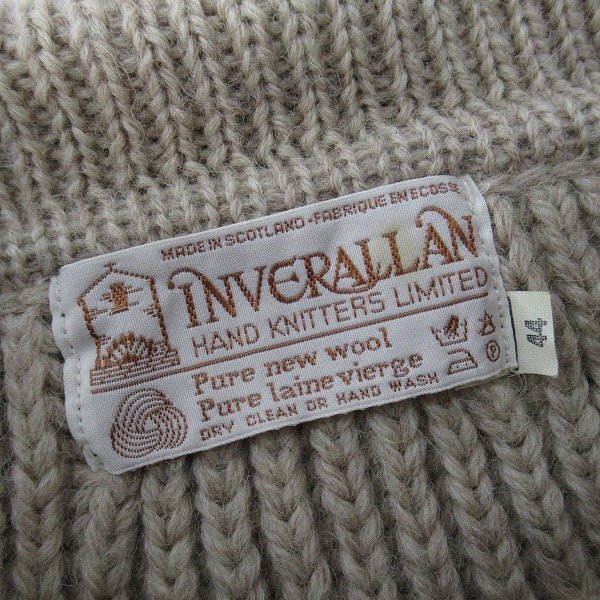 MADE IN SCOTLAND·FABRIQUE EN ECOSS
INVERALLAN
HAND KNITTERS LIMITED
Pure new wool
Pure laine vierge
DRY CLEAN OR HAND WASH
P
44